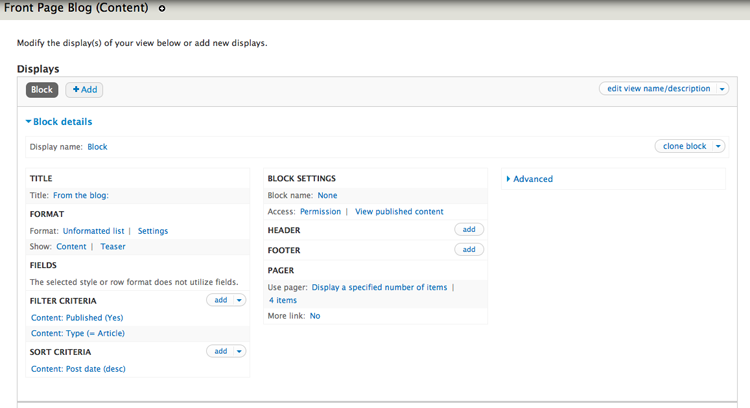 Front Page Blog (Content)
Modify the display(s) of your view below or add new displays.
Displays
Block
Add
edit view name/description
Block details
Display name: Block
clone block
TITLE
Title: From the blog:
FORMAT
Format: Unformatted list | Settings
Show: Content | Teaser
FIELDS
The selected style or row format does not utilize fields.
FILTER CRITERIA
add
Content: Published (Yes)
Content: Type (= Article)
SORT CRITERIA
add
Content: Post date (desc)
BLOCK SETTINGS
Block name: None
Access: Permission | View published content
HEADER
add
FOOTER
add
PAGER
Use pager: Display a specified number of items |
4 items
More link: No
Advanced